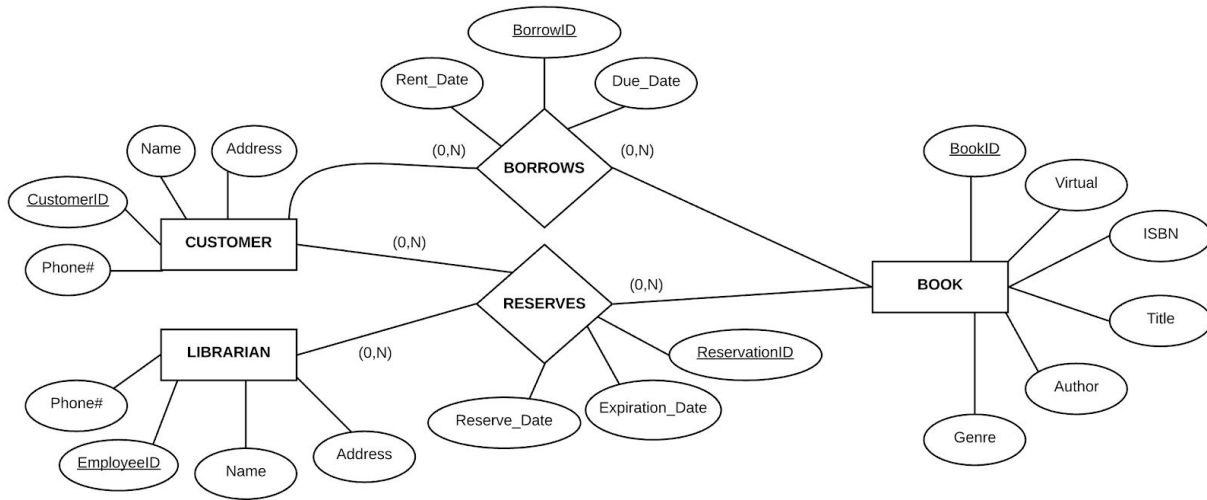 BorrowID
Rent_Date
Due_Date
Name
Address
(0,N)
(0,N)
BORROWS
BookID
Virtual
CustomerID
CUSTOMER
ISBN
Phone#
(0,N)
(0,N)
RESERVES
BOOK
Title
LIBRARIAN
(0,N)
ReservationID
Phone#
Author
Reserve_Date
Expiration_Date
Genre
EmployeeID
Name
Address